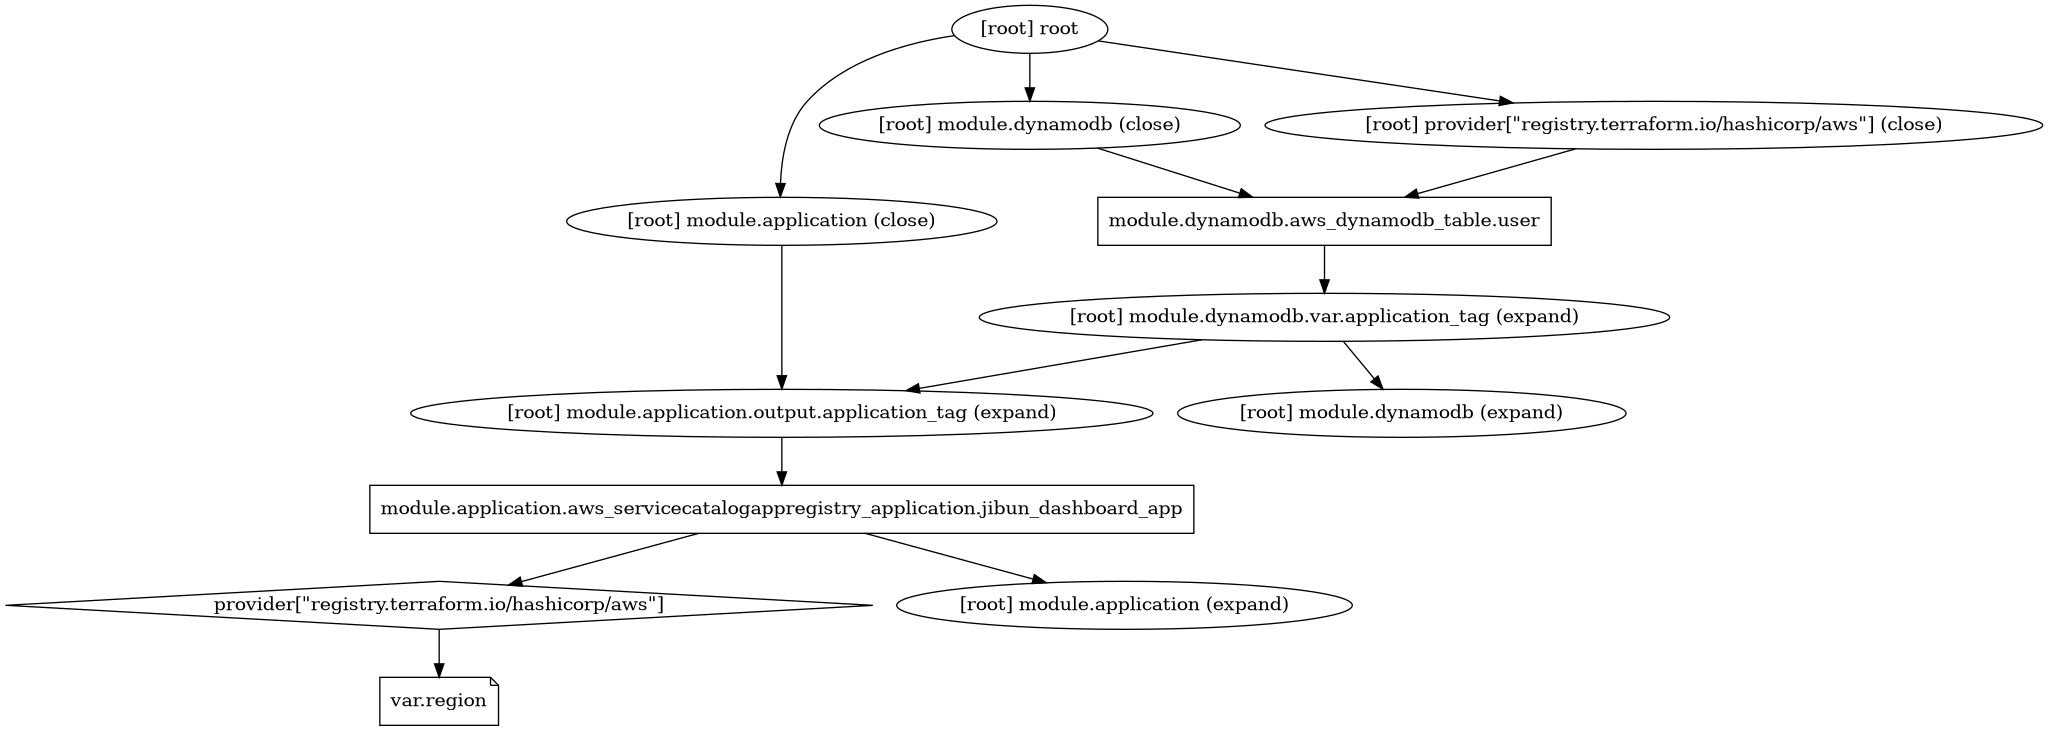 [root] root
[root] module.dynamodb (close)
[root] provider["registry.terraform.io/hashicorp/aws"] (close)
[root] module.application (close)
module.dynamodb.aws_dynamodb_table.user
[root] module.dynamodb.var.application_tag (expand)
[root] module.application.output.application_tag (expand)
[root] module.dynamodb (expand)
module.application.aws_servicecatalogappregistry_application.jibun_dashboard_app
provider["registry.terraform.io/hashicorp/aws"]
[root] module.application (expand)
var.region